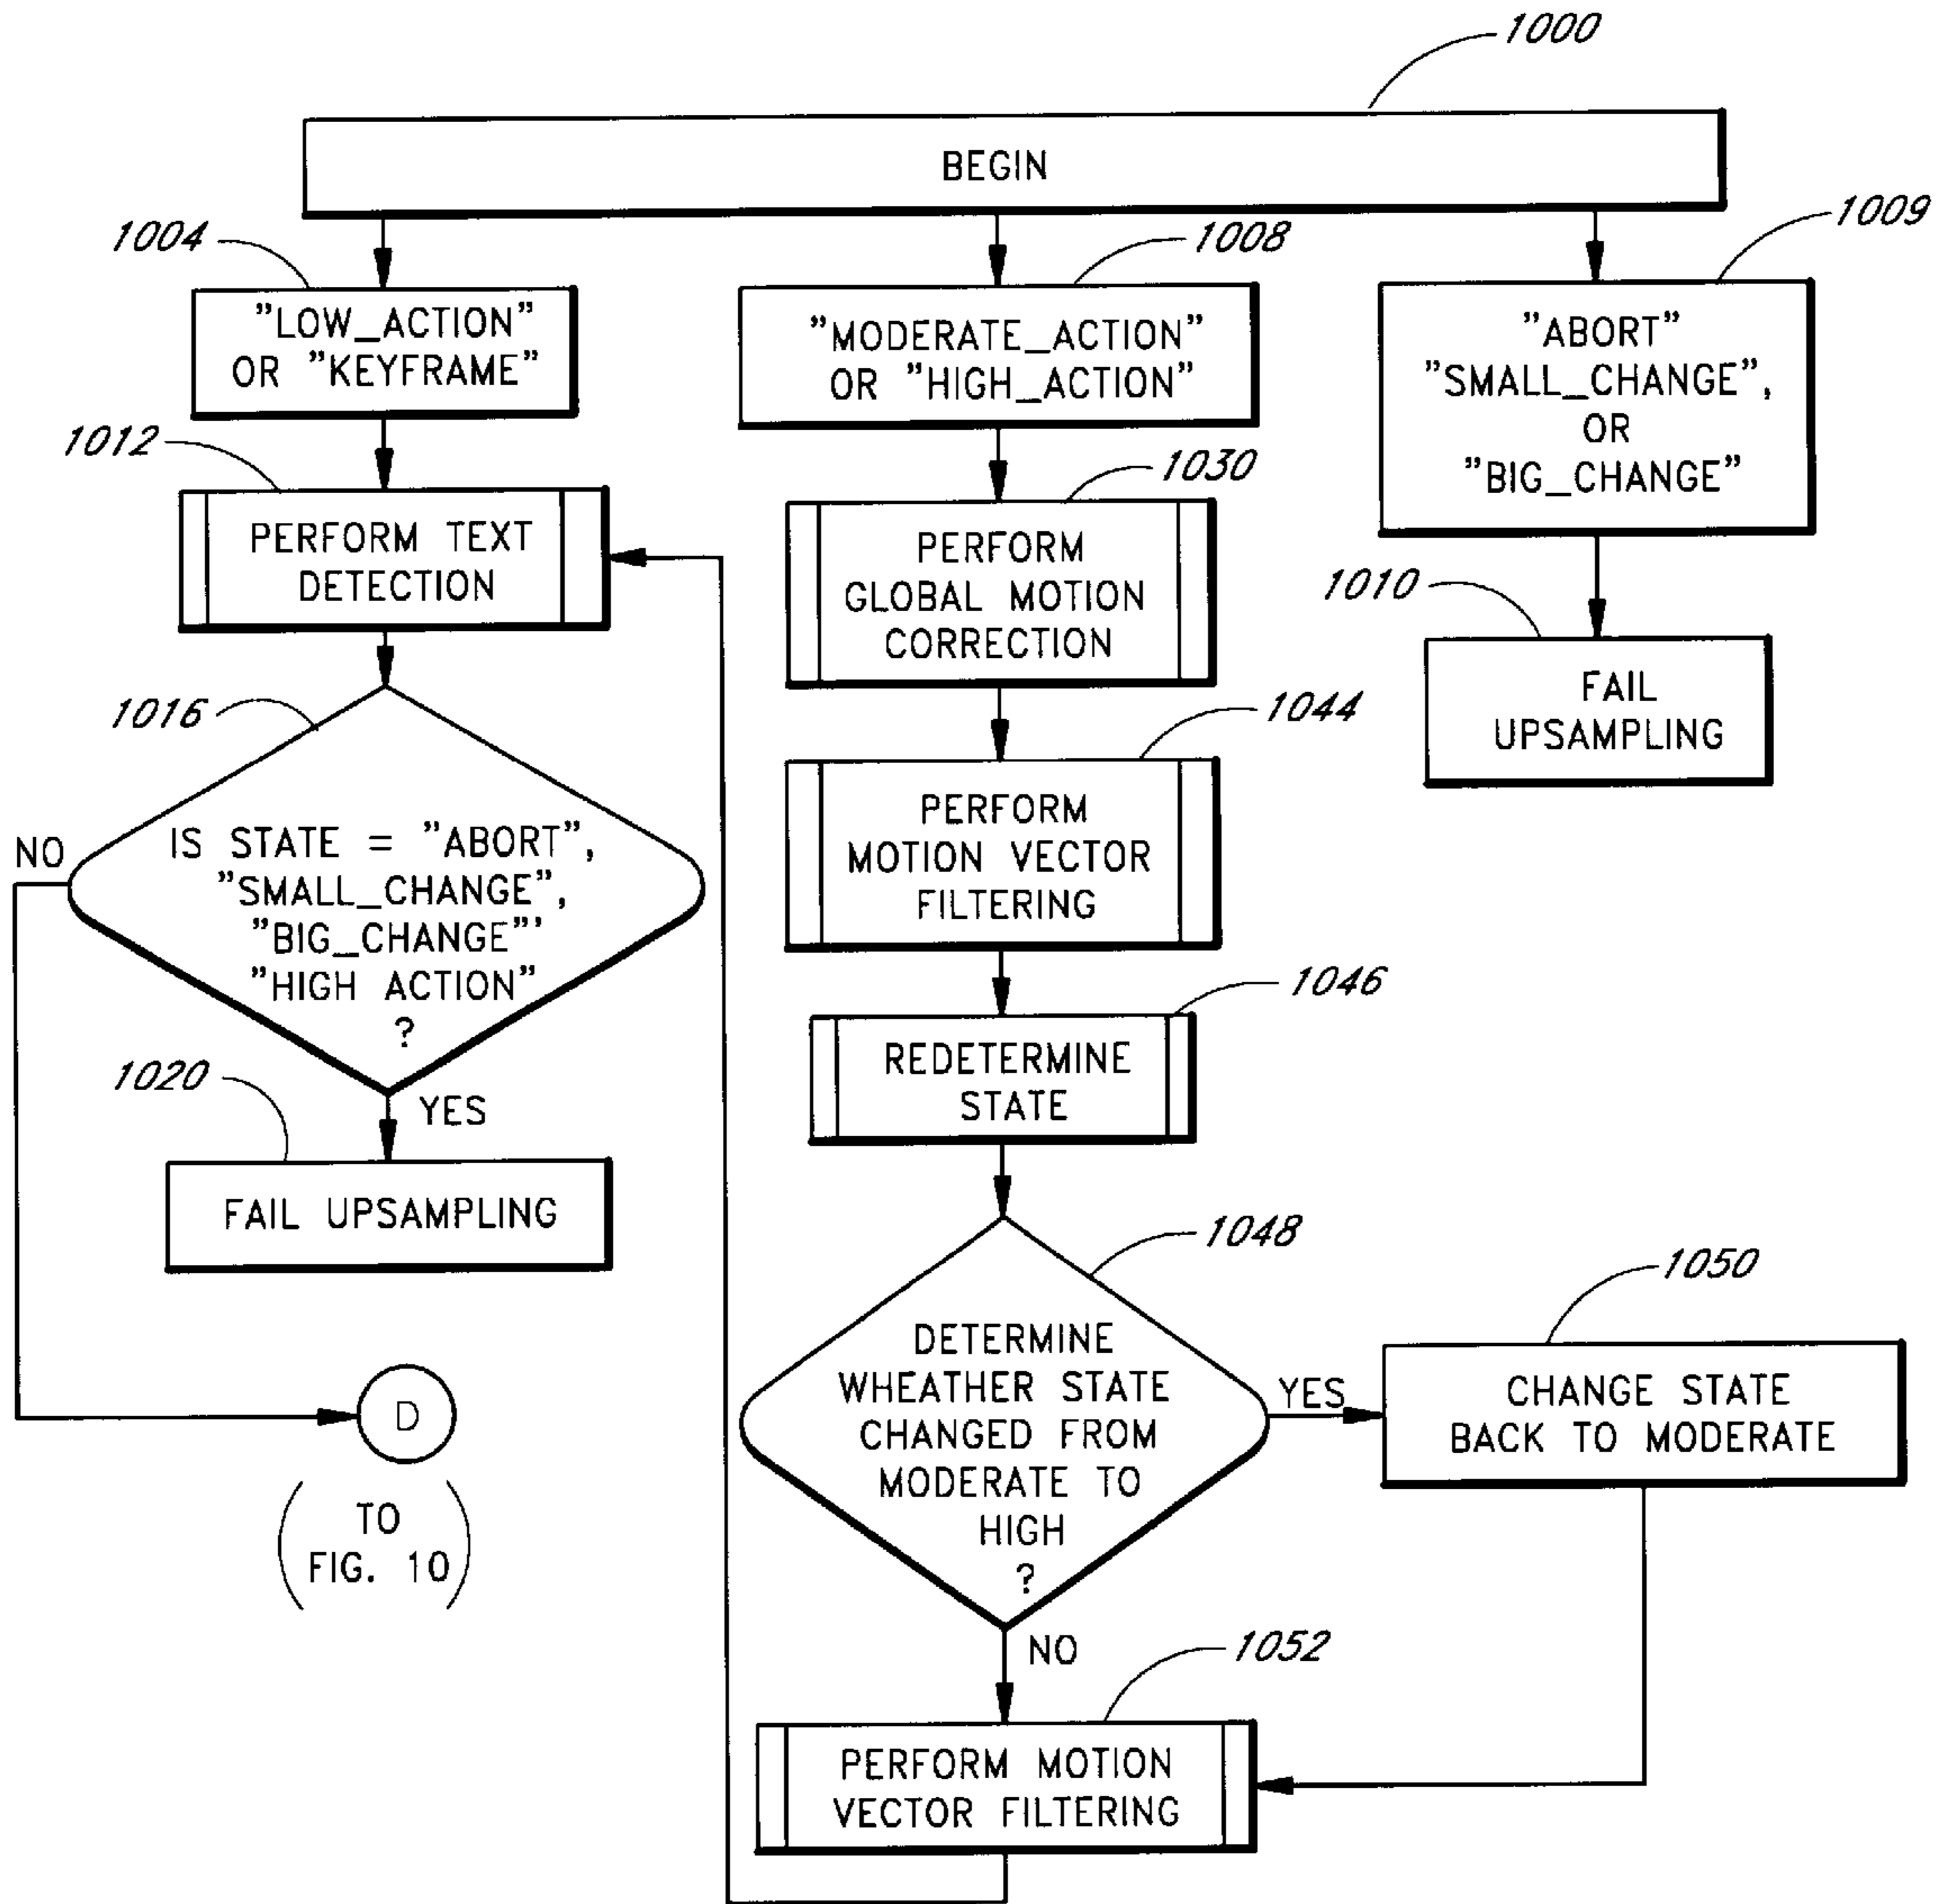 1000
BEGIN
1004
"LOW_ACTION"
OR "KEYFRAME"
1008
"MODERATE_ACTION"
OR "HIGH_ACTION"
1009
"ABORT"
"SMALL_CHANGE",
OR
"BIG_CHANGE"
1012
PERFORM TEXT
DETECTION
1030
PERFORM
GLOBAL MOTION
CORRECTION
1010
FAIL
UPSAMPLING
1016
NO
IS STATE = "ABORT",
"SMALL_CHANGE",
"BIG_CHANGE"'
"HIGH ACTION"
?
YES
1044
PERFORM
MOTION VECTOR
FILTERING
1020
FAIL UPSAMPLING
1046
REDETERMINE
STATE
1048
DETERMINE
WHEATHER STATE
CHANGED FROM
MODERATE TO
HIGH
?
YES
1050
CHANGE STATE
BACK TO MODERATE
D
TO
FIG. 10
NO
1052
PERFORM MOTION
VECTOR FILTERING